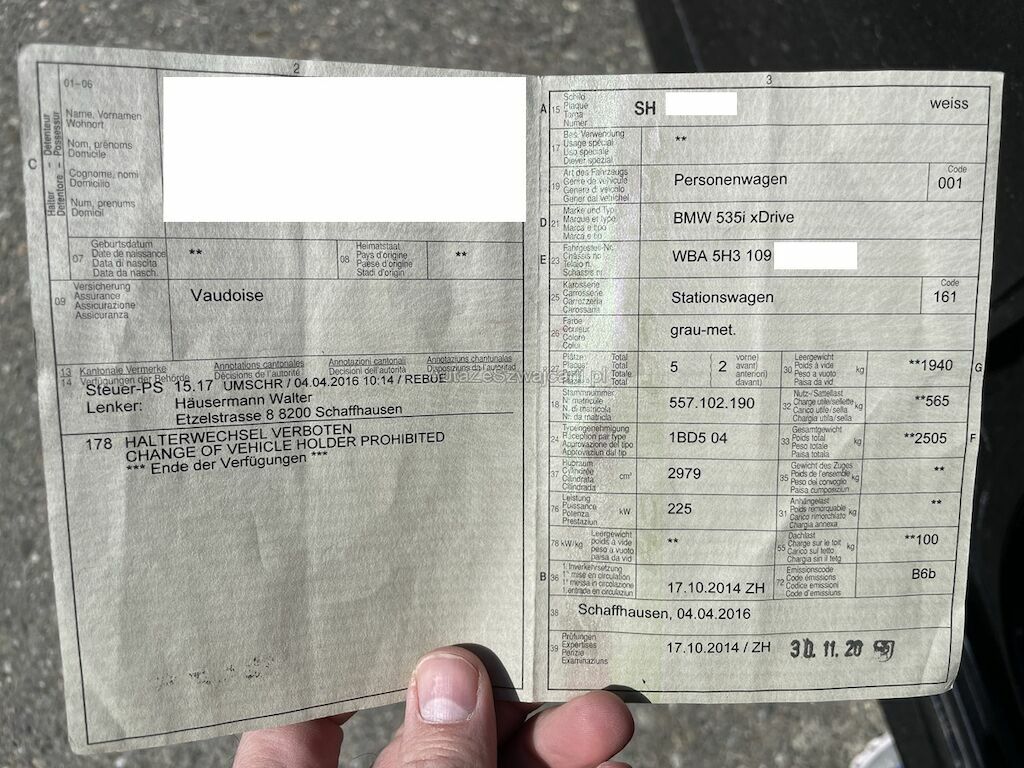 2
01-06
Détenteur - Possessur
Halter - Detentore
C
Name, Vornamen
Wohnort
Nom, prénoms
Domicile
Cognome, nomi
Domicilio
Num, prenums
Domicil
07
Geburtsdatum
Date de naissance
Data di nascita
Data da nasch.
**
08
Heimatstaat
Pays d'origine
Paese d'origine
Stadi d'origin
**
09
Versicherung
Assurance
Assicurazione
Assicuranza
Vaudoise
13 Kantonale Vermerke
14 Verfügungen der Behörde
Annotations cantonales
Décisions de l'autorité
Annotazioni cantonali
Decisioni dell'autorità
Annotaziuns chantunalas
Steuer-PS 15.17 UMSCHR / 04.04.2016 10:14 / REBUE
Lenker: Häusermann Walter
Etzelstrasse 8 8200 Schaffhausen
178 HALTERWECHSEL VERBOTEN
CHANGE OF VEHICLE HOLDER PROHIBITED
*** Ende der Verfügungen ***
3
A 15
Schild
Plaque
Targa
Numer
SH
weiss
17
Bes. Verwendung
Usage spécial
Uso speciale
Diever spezial
**
19
Art des Fahrzeugs
Genre de véhicule
Genere di veicolo
Gener dal vehichel
Personenwagen
Code
001
D 21
Marke und Typ
Marque et type
Marca e tipo
Marca e tip
BMW 535i xDrive
E 23
Fahrgestell-Nr.
Châssis no
Telaio n.
Schassis nr.
WBA 5H3 109
25
Karosserie
Carrosserie
Carrozzeria
Carossaria
Stationswagen
Code
161
26
Farbe
Couleur
Colore
Colur
grau-met.
27
Plätze Total
Total
Total
Total
5 ( 2 vorne)
avant
anteriori)
davant)
30
Leergewicht
Poids à vide
Peso a vuoto
Paisa da vid
kg
**1940
G
18
Stammnummer
N° matricule
N. di matricola
Nr. da matricla
557.102.190
32
Nutz-/Sattellast
Charge utile/sellette
Carico utile/sella
Chargia utila/sella
kg
**565
24
Typengenehmigung
Réception par type
Approvazione del tipo
Approvaziun dal tip
1BD5 04
33
Gesamtgewicht
Poids total
Peso totale
Paisa totala
kg
**2505
F
37
Hubraum
Cylindrée
Cilindrata
Cilindrada
cm³
2979
35
Gewicht des Zuges
Poids de l'ensemble
Peso del convoglio
Paisa cumposiziun
kg
**
76
Leistung
Puissance
Potenza
Prestaziun
kW
225
31
Anhängelast
Poids remorquable
Carico rimorchiato
Chargia annexa
kg
**
78 kW/kg
Leergewicht
poids à vide
peso a vuoto
paisa da vid
**
55
Dachlast
Charge sur le toit
Carico sul tetto
Chargia sin il tetg
kg
**100
B 36
1. Inverkehrsetzung
1re mise en circulation
1a messa in circolazione
1. entrada en circulaziun
17.10.2014 ZH
72
Emissionscode
Code émissions
Codice emissioni
Code d'emissiuns
B6b
38
Schaffhausen, 04.04.2016
39
Prüfungen
Expertises
Perizie
Examinaziuns
17.10.2014 / ZH
30.11.20